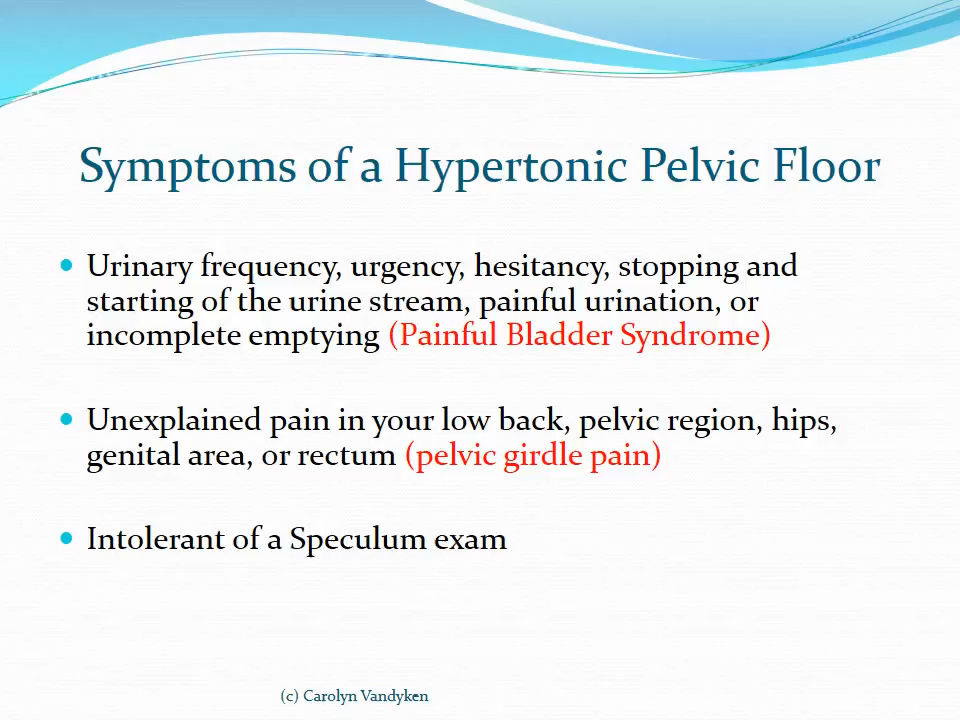 Symptoms of a Hypertonic Pelvic Floor
• Urinary frequency, urgency, hesitancy, stopping and
starting of the urine stream, painful urination, or
incomplete emptying (Painful Bladder Syndrome)
• Unexplained pain in your low back, pelvic region, hips,
genital area, or rectum (pelvic girdle pain)
• Intolerant of a Speculum exam
(c) Carolyn Vandyken